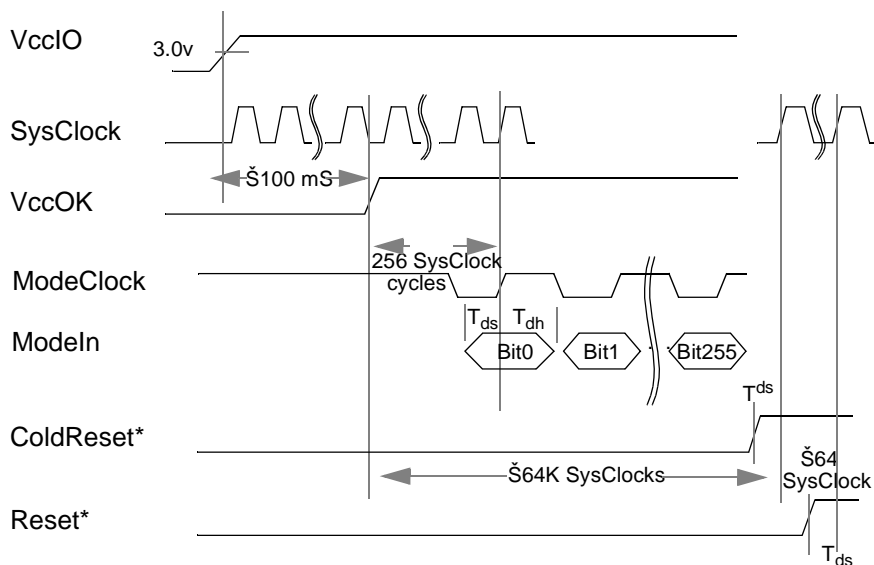 VccIO
3.0v
SysClock
Š100 mS
VccOK
256 SysClock
cycles
ModeClock
Tds
Tdh
ModeIn
Bit0
Bit1
Bit255
Tds
ColdReset*
Š64K SysClocks
Š64
SysClock
Reset*
Tds